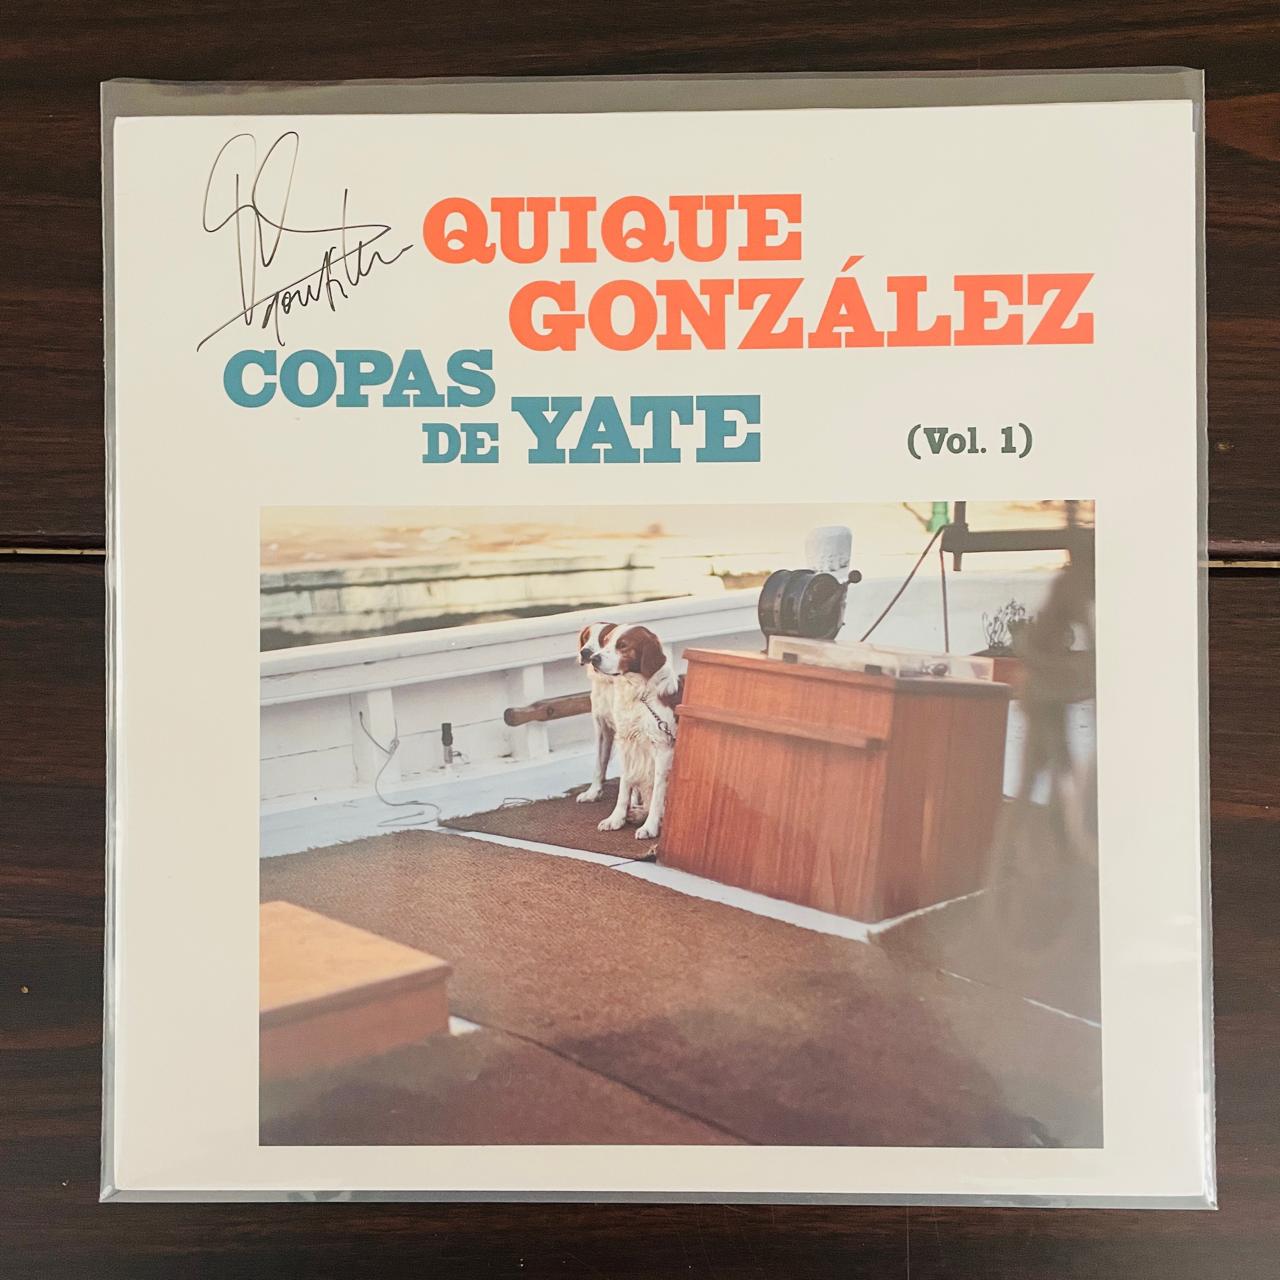 QUIQUE
GONZÁLEZ
COPAS
DE YATE
(Vol. 1)